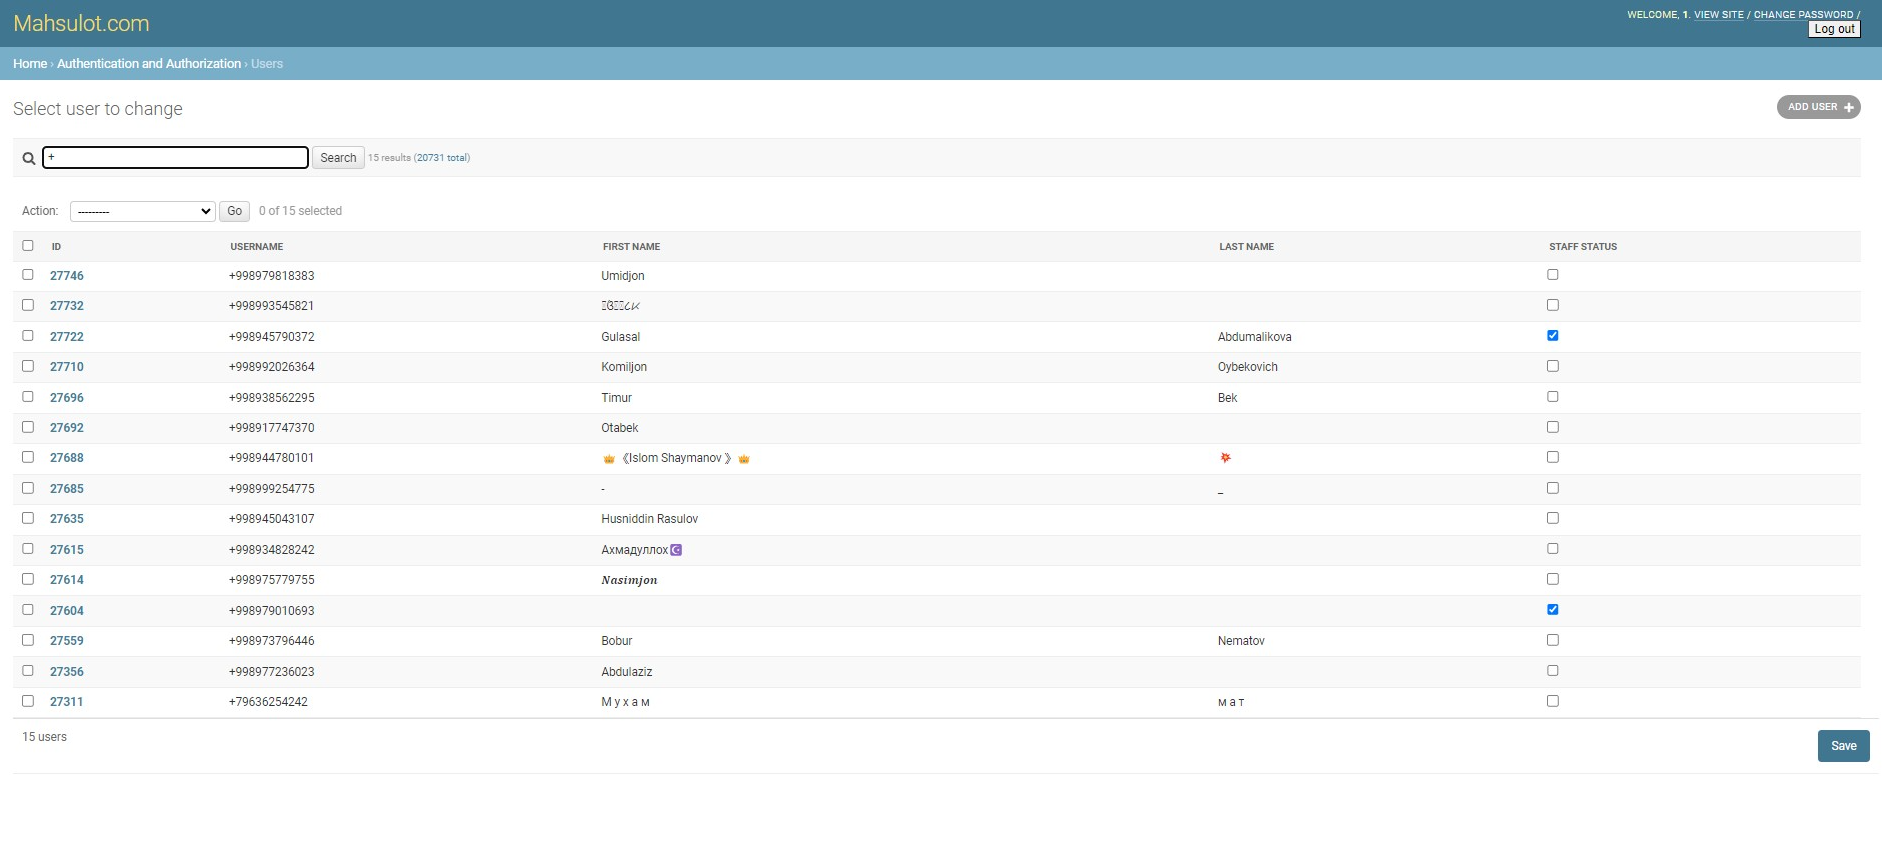 Mahsulot.com
WELCOME, 1. VIEW SITE / CHANGE PASSWORD /
Log out
Home › Authentication and Authorization › Users
Select user to change
ADD USER +
+ Search 15 results (20731 total)
Action: --------- Go 0 of 15 selected
ID USERNAME FIRST NAME LAST NAME STAFF STATUS
27746 +998979818383 Umidjon
27732 +998993545821
27722 +998945790372 Gulasal Abdumalikova
27710 +998992026364 Komiljon Oybekovich
27696 +998938562295 Timur Bek
27692 +998917747370 Otabek
27688 +998944780101 👑 《Islom Shaymanov 》👑 💥
27685 +998999254775 - _
27635 +998945043107 Husniddin Rasulov
27615 +998934828242 Ахмадуллох☪
27614 +998975779755 Nasimjon
27604 +998979010693
27559 +998973796446 Bobur Nematov
27356 +998977236023 Abdulaziz
27311 +79636254242 М у х а м м а т
15 users
Save